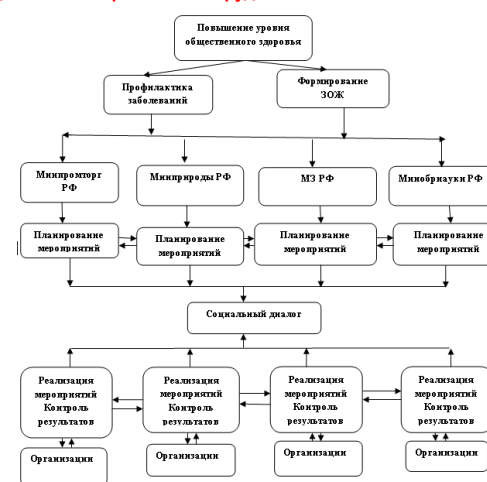 Повышение уровня
общественного здоровья
Профилактика
заболеваний
Формирование
ЗОЖ
Минпромторг
РФ
Минприроды РФ
МЗ РФ
Минобрнауки РФ
Планирование
мероприятий
Планирование
мероприятий
Планирование
мероприятий
Планирование
мероприятий
Социальный диалог
Реализация
мероприятий
Контроль
результатов
Реализация
мероприятий
Контроль
результатов
Реализация
мероприятий
Контроль
результатов
Реализация
мероприятий
Контроль
результатов
Организации
Организации
Организации
Организации